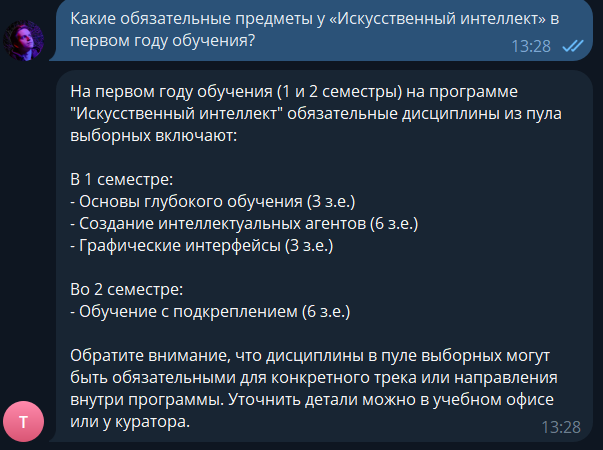 Какие обязательные предметы у «Искусственный интеллект» в
первом году обучения?
13:28
На первом году обучения (1 и 2 семестры) на программе
"Искусственный интеллект" обязательные дисциплины из пула
выборных включают:
В 1 семестре:
- Основы глубокого обучения (3 з.е.)
- Создание интеллектуальных агентов (6 з.е.)
- Графические интерфейсы (3 з.е.)
Во 2 семестре:
- Обучение с подкреплением (6 з.е.)
Обратите внимание, что дисциплины в пуле выборных могут
быть обязательными для конкретного трека или направления
внутри программы. Уточнить детали можно в учебном офисе
или у куратора.
Т
13:28